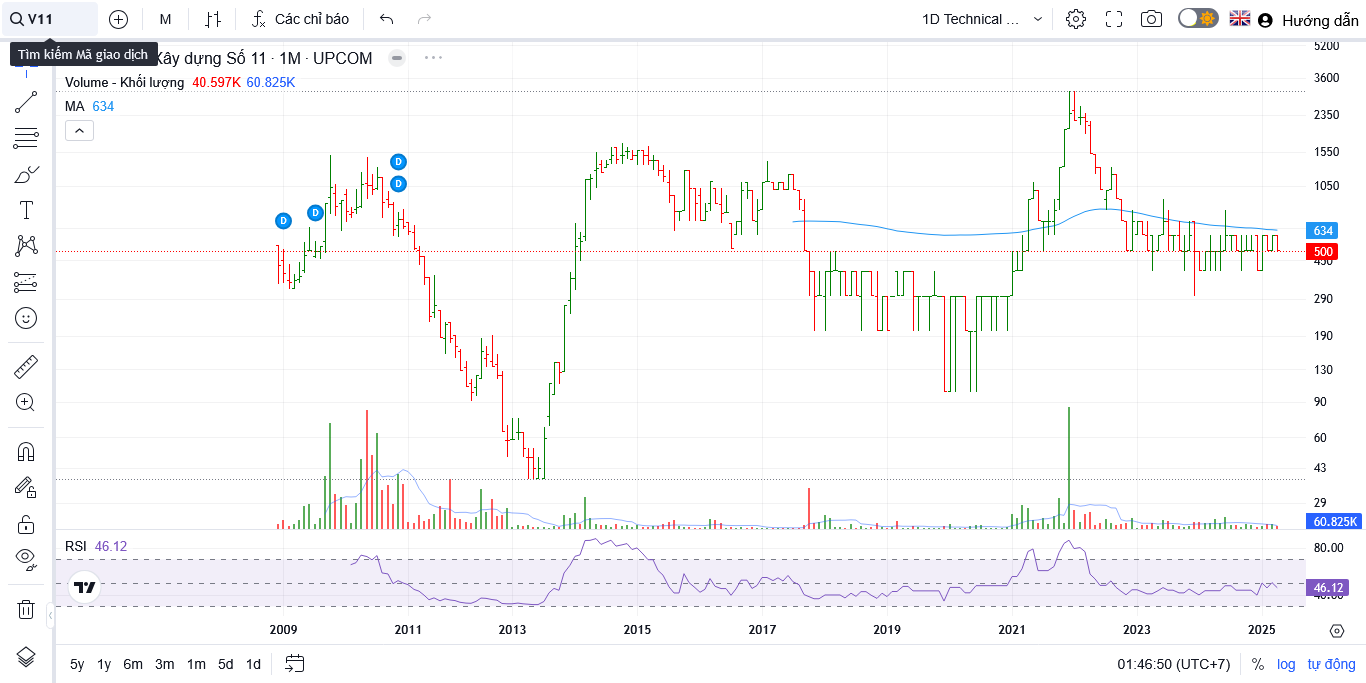 V11
M
Các chỉ báo
1D Technical ...
Hướng dẫn
Tìm kiếm Mã giao dịch
Xây dựng Số 11 · 1M · UPCOM
Volume - Khối lượng 40.597K 60.825K
MA 634
D
D
D
D
5200
3600
2350
1550
1050
634
500
450
290
190
130
90
60
43
29
60.825K
RSI 46.12
80.00
46.12
40.00
2009 2011 2013 2015 2017 2019 2021 2023 2025
5y 1y 6m 3m 1m 5d 1d
01:46:50 (UTC+7) % log tự động